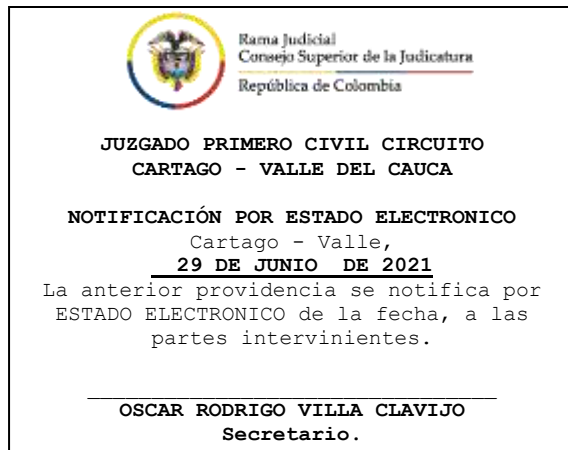 Rama Judicial
Consejo Superior de la Judicatura
República de Colombia
JUZGADO PRIMERO CIVIL CIRCUITO
CARTAGO - VALLE DEL CAUCA
NOTIFICACIÓN POR ESTADO ELECTRONICO
Cartago - Valle,
29 DE JUNIO DE 2021
La anterior providencia se notifica por
ESTADO ELECTRONICO de la fecha, a las
partes intervinientes.
OSCAR RODRIGO VILLA CLAVIJO
Secretario.